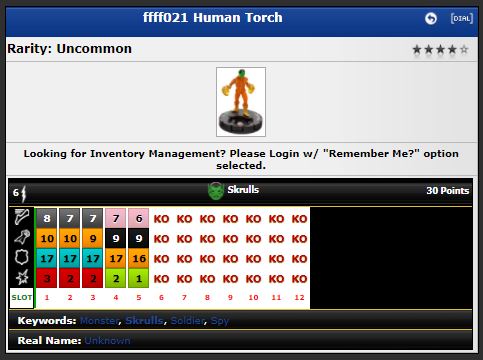 ffff021 Human Torch
[DIAL]
Rarity: Uncommon
Looking for Inventory Management? Please Login w/ "Remember Me?" option
selected.
6 Skrulls 30 Points
8 7 7 7 6 KO KO KO KO KO KO KO
10 10 9 9 9 KO KO KO KO KO KO KO
17 17 17 17 16 KO KO KO KO KO KO KO
3 2 2 2 1 KO KO KO KO KO KO KO
SLOT 1 2 3 4 5 6 7 8 9 10 11 12
Keywords: Monster, Skrulls, Soldier, Spy
Real Name: Unknown